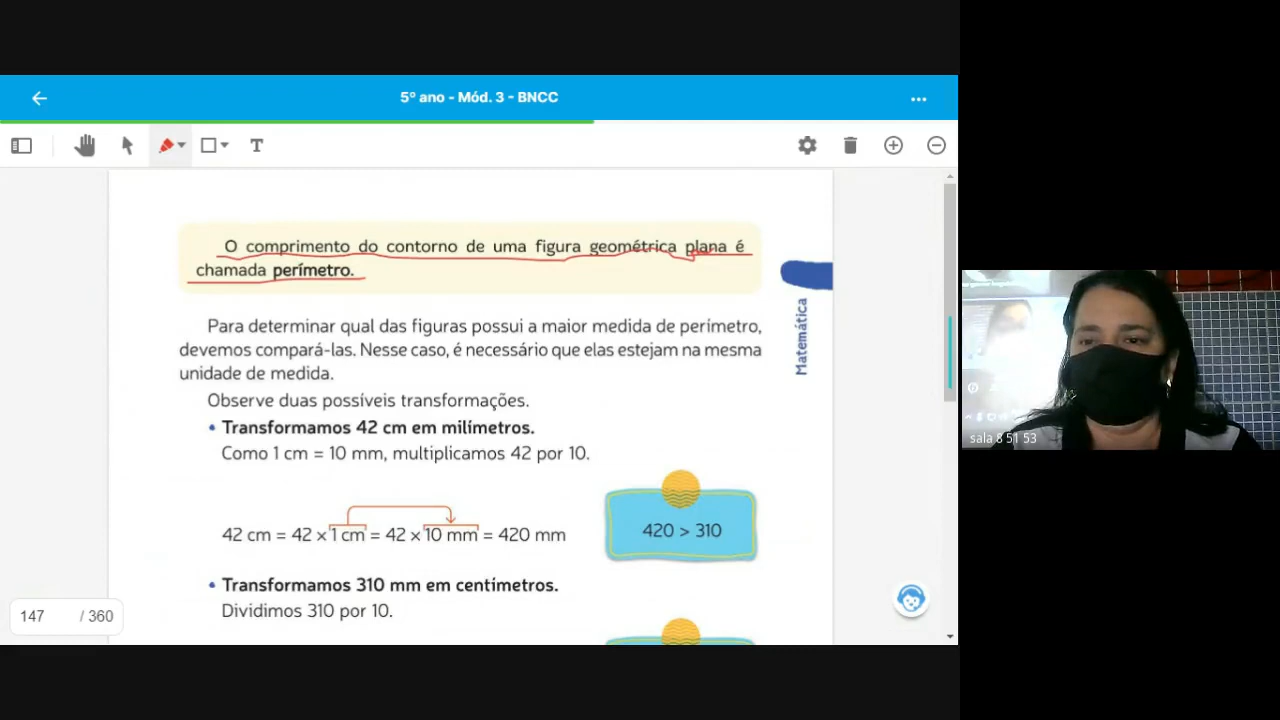 5º ano - Mód. 3 - BNCC
T
O comprimento do contorno de uma figura geométrica plana é
chamada perímetro.
Para determinar qual das figuras possui a maior medida de perímetro,
devemos compará-las. Nesse caso, é necessário que elas estejam na mesma
unidade de medida.
Observe duas possíveis transformações.
• Transformamos 42 cm em milímetros.
Como 1 cm = 10 mm, multiplicamos 42 por 10.
42 cm = 42 × 1 cm = 42 × 10 mm = 420 mm
420 > 310
• Transformamos 310 mm em centímetros.
Dividimos 310 por 10.
Matemática
147 / 360
sala 8 51 53